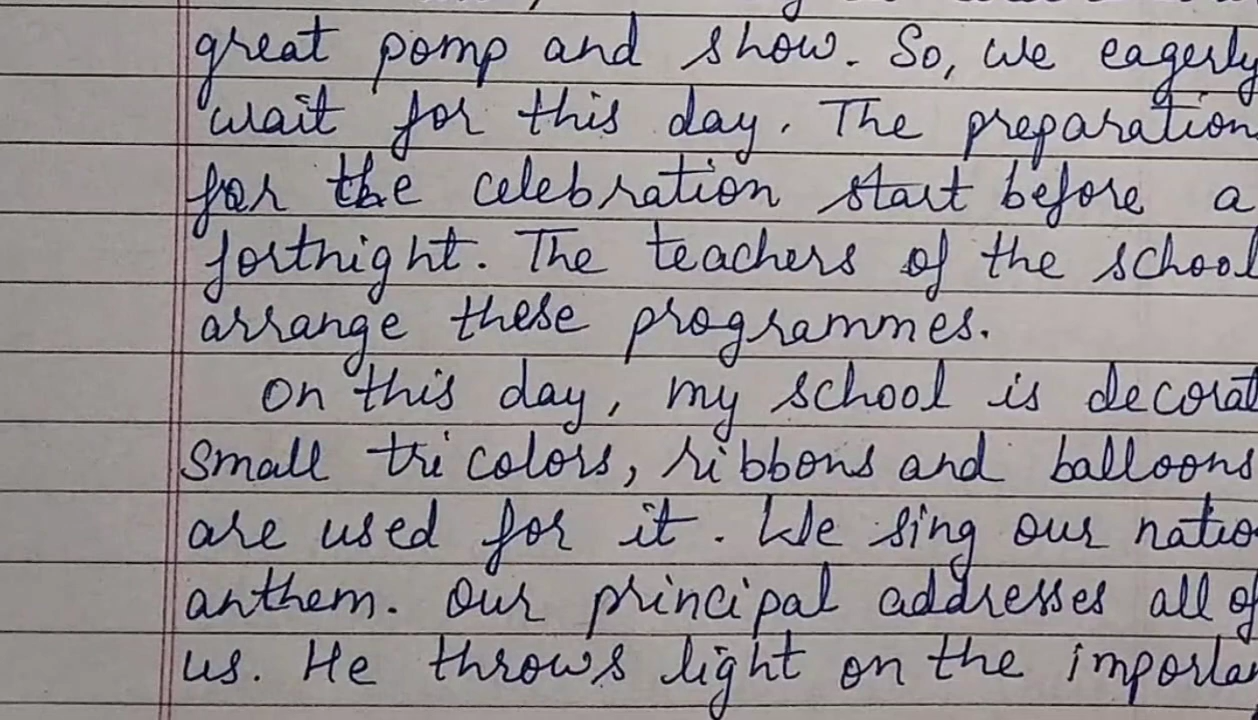 great pomp and show. So, we eagerly
wait for this day. The preparation
for the celebration start before a
fortnight. The teachers of the school
arrange these programmes.
On this day, my school is decorat
small tri colors, ribbons and balloons
are used for it. We sing our natio
anthem. Our principal addresses all of
us. He throws light on the importan